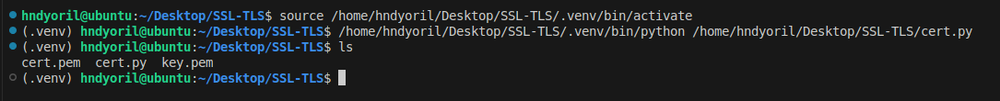 hndyoril@ubuntu:~/Desktop/SSL-TLS$ source /home/hndyoril/Desktop/SSL-TLS/.venv/bin/activate
(.venv) hndyoril@ubuntu:~/Desktop/SSL-TLS$ /home/hndyoril/Desktop/SSL-TLS/.venv/bin/python /home/hndyoril/Desktop/SSL-TLS/cert.py
(.venv) hndyoril@ubuntu:~/Desktop/SSL-TLS$ ls
cert.pem  cert.py  key.pem
(.venv) hndyoril@ubuntu:~/Desktop/SSL-TLS$